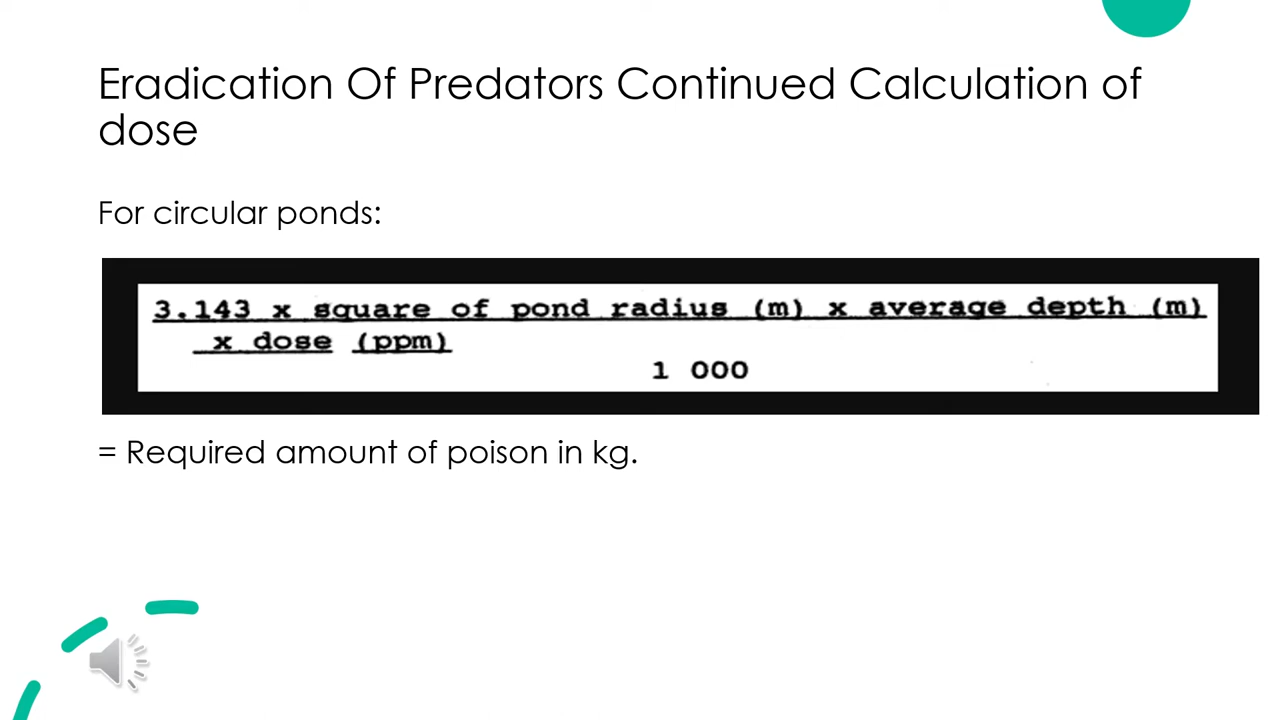 Eradication Of Predators Continued Calculation of
dose
For circular ponds:
3.143 x square of pond radius (m) x average depth (m)
x dose (ppm)
1 000
= Required amount of poison in kg.